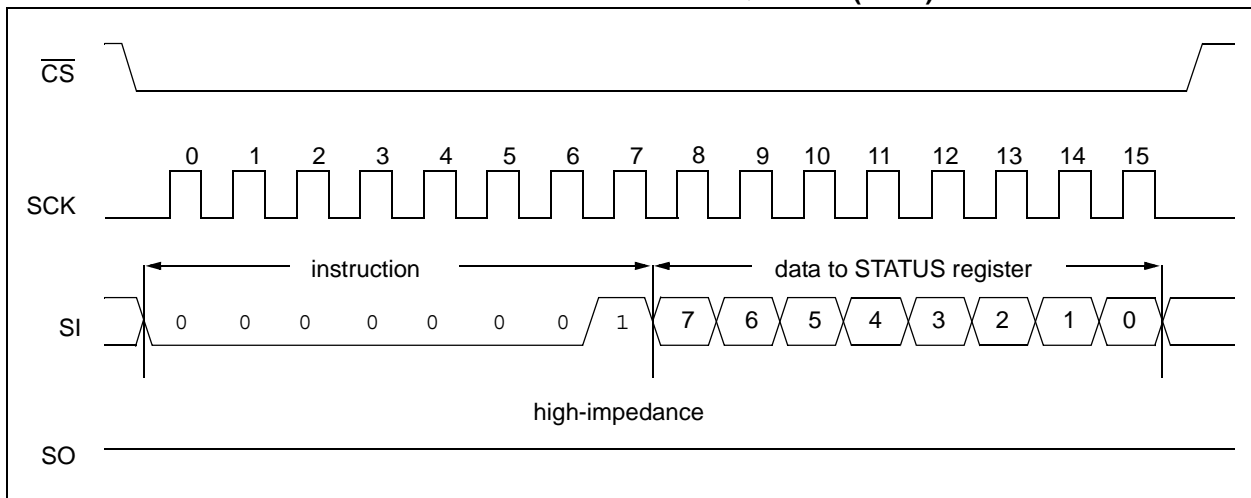 CS
0 1 2 3 4 5 6 7 8 9 10 11 12 13 14 15
SCK
instruction data to STATUS register
SI 0 0 0 0 0 0 0 1 7 6 5 4 3 2 1 0
high-impedance
SO